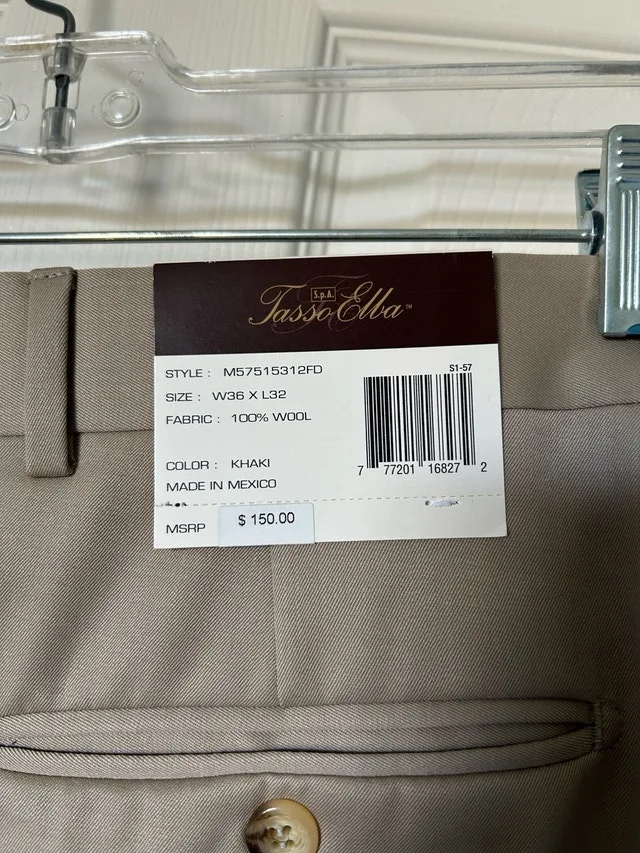 S.p.A.
Tasso Elba™
S1-57
STYLE : M57515312FD
SIZE : W36 X L32
FABRIC : 100% WOOL
COLOR : KHAKI
MADE IN MEXICO
7 77201 16827 2
MSRP $ 150.00